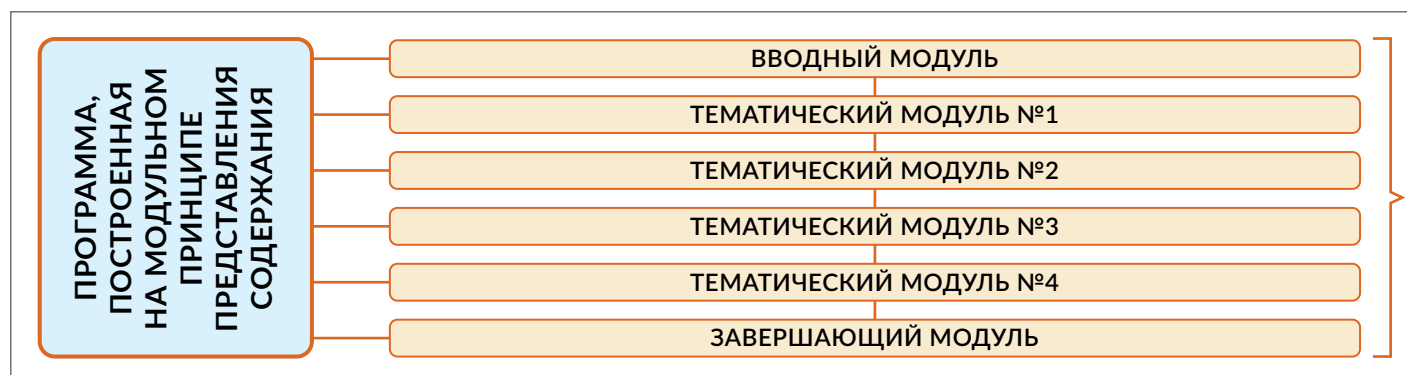 ПРОГРАММА,
ПОСТРОЕННАЯ
НА МОДУЛЬНОМ
ПРИНЦИПЕ
ПРЕДСТАВЛЕНИЯ
СОДЕРЖАНИЯ
ВВОДНЫЙ МОДУЛЬ
ТЕМАТИЧЕСКИЙ МОДУЛЬ №1
ТЕМАТИЧЕСКИЙ МОДУЛЬ №2
ТЕМАТИЧЕСКИЙ МОДУЛЬ №3
ТЕМАТИЧЕСКИЙ МОДУЛЬ №4
ЗАВЕРШАЮЩИЙ МОДУЛЬ